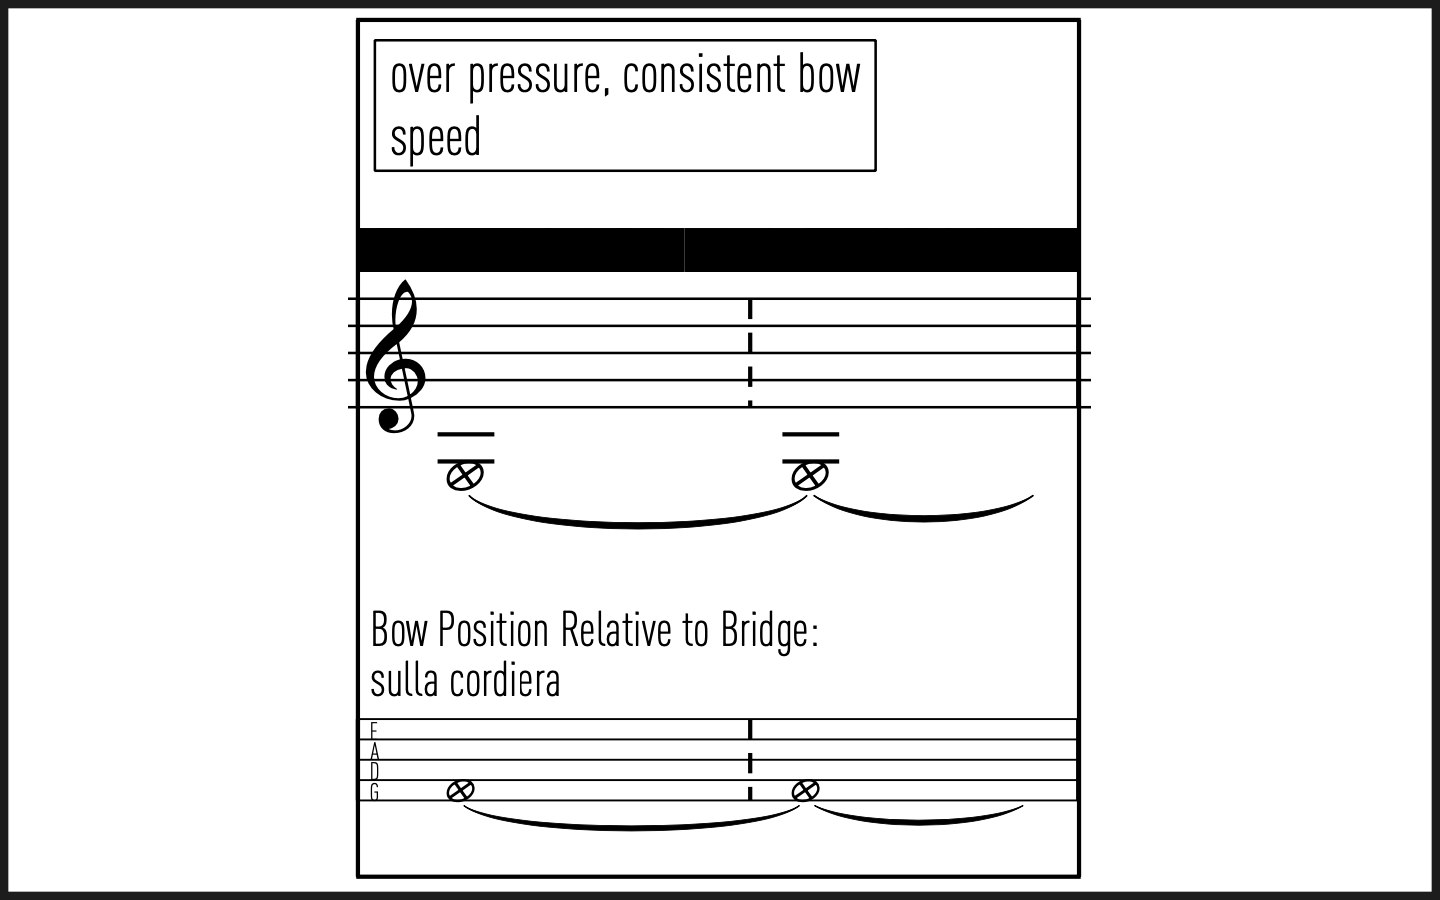 over pressure, consistent bow
speed
Bow Position Relative to Bridge:
sulla cordiera
E
A
D
G